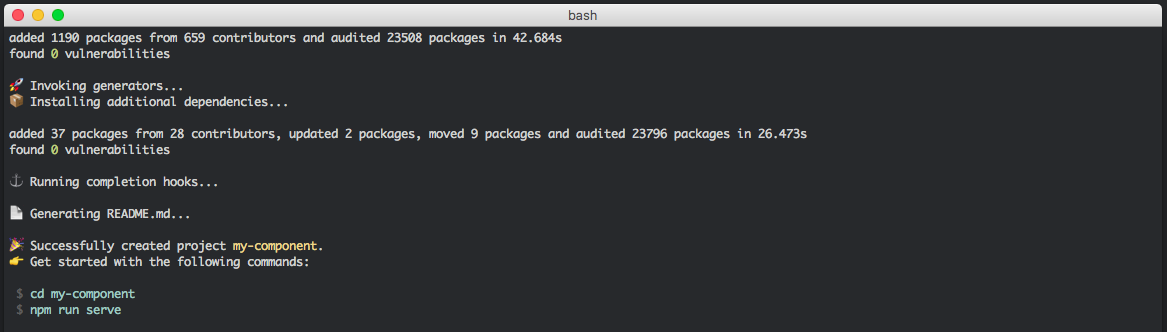 bash
added 1190 packages from 659 contributors and audited 23508 packages in 42.684s
found 0 vulnerabilities
🚀 Invoking generators...
📦 Installing additional dependencies...
added 37 packages from 28 contributors, updated 2 packages, moved 9 packages and audited 23796 packages in 26.473s
found 0 vulnerabilities
⚓ Running completion hooks...
📄 Generating README.md...
🎉 Successfully created project my-component.
👉 Get started with the following commands:
$ cd my-component
$ npm run serve